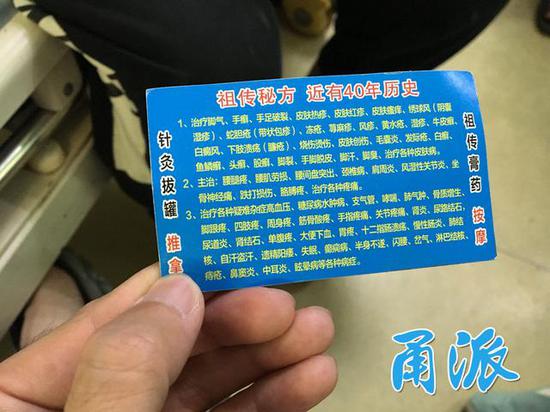 祖传秘方 近有40年历史
1、治疗脚气、手癣、手足破裂、皮肤热疹、皮肤红疹、皮肤瘙痒、绣球风(阴囊
湿疹)、蛇胆疮(带状包疹)、冻疮、荨麻疹、风疮、黄水疮、湿疹、牛皮癣、
白癜风、下肢溃疡(臁疮)、烧伤烫伤、皮肤创伤、毛囊炎、发际疮、白癣、
鱼鳞癣、头癣、股癣、脚裂、手脚脱皮、脚汗、脚臭、治疗各种皮肤病。
2、主治:腰腿疼、腰肌劳损、腰间盘突出、颈椎病、肩周炎、风湿性关节炎、坐
骨神经痛、跌打损伤、胳膊疼、治疗各种疼痛。
3、治疗各种疑难杂症高血压、糖尿病水肿病、支气管、哮喘、肺气肿、骨质增生、
脚跟疼、四肢疼、周身疼、筋骨酸疼、手指疼痛、关节疼痛、肾炎、尿路结石、
尿道炎、肾结石、单腹疼、大便下血、胃疼、十二指肠溃疡、慢性肠炎、肺结
核、自汗盗汗、遗精阳痿、失眠、癫痫病、半身不遂、闪腰、岔气、淋巴结核、
痔疮、鼻窦炎、中耳炎、眩晕病等各种病症。
针灸拔罐
推拿
祖传膏药
按摩
甬派